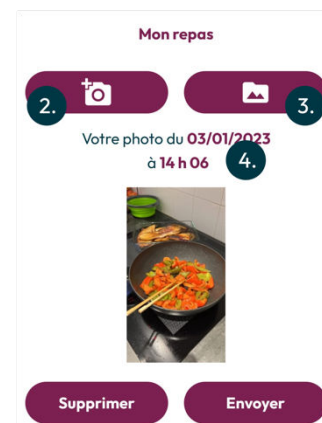 Mon repas
2. 3.
Votre photo du 03/01/2023
à 14 h 06 4.
Supprimer Envoyer